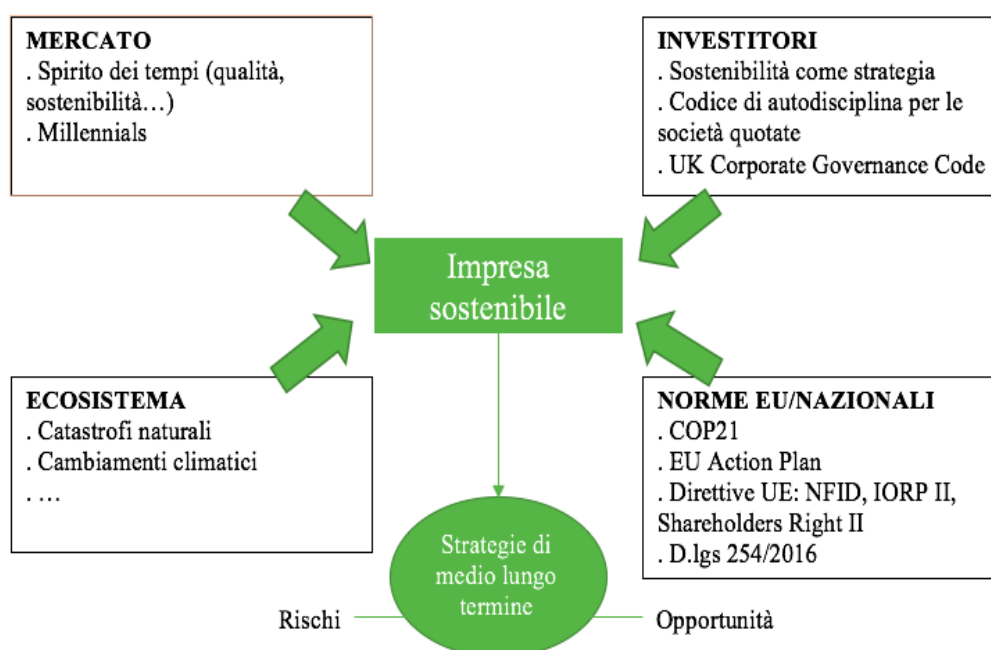 MERCATO
. Spirito dei tempi (qualità,
sostenibilità…)
. Millennials
INVESTITORI
. Sostenibilità come strategia
. Codice di autodisciplina per le
società quotate
. UK Corporate Governance Code
Impresa
sostenibile
ECOSISTEMA
. Catastrofi naturali
. Cambiamenti climatici
. …
NORME EU/NAZIONALI
. COP21
. EU Action Plan
. Direttive UE: NFID, IORP II,
Shareholders Right II
. D.lgs 254/2016
Strategie di
medio lungo
termine
Rischi
Opportunità